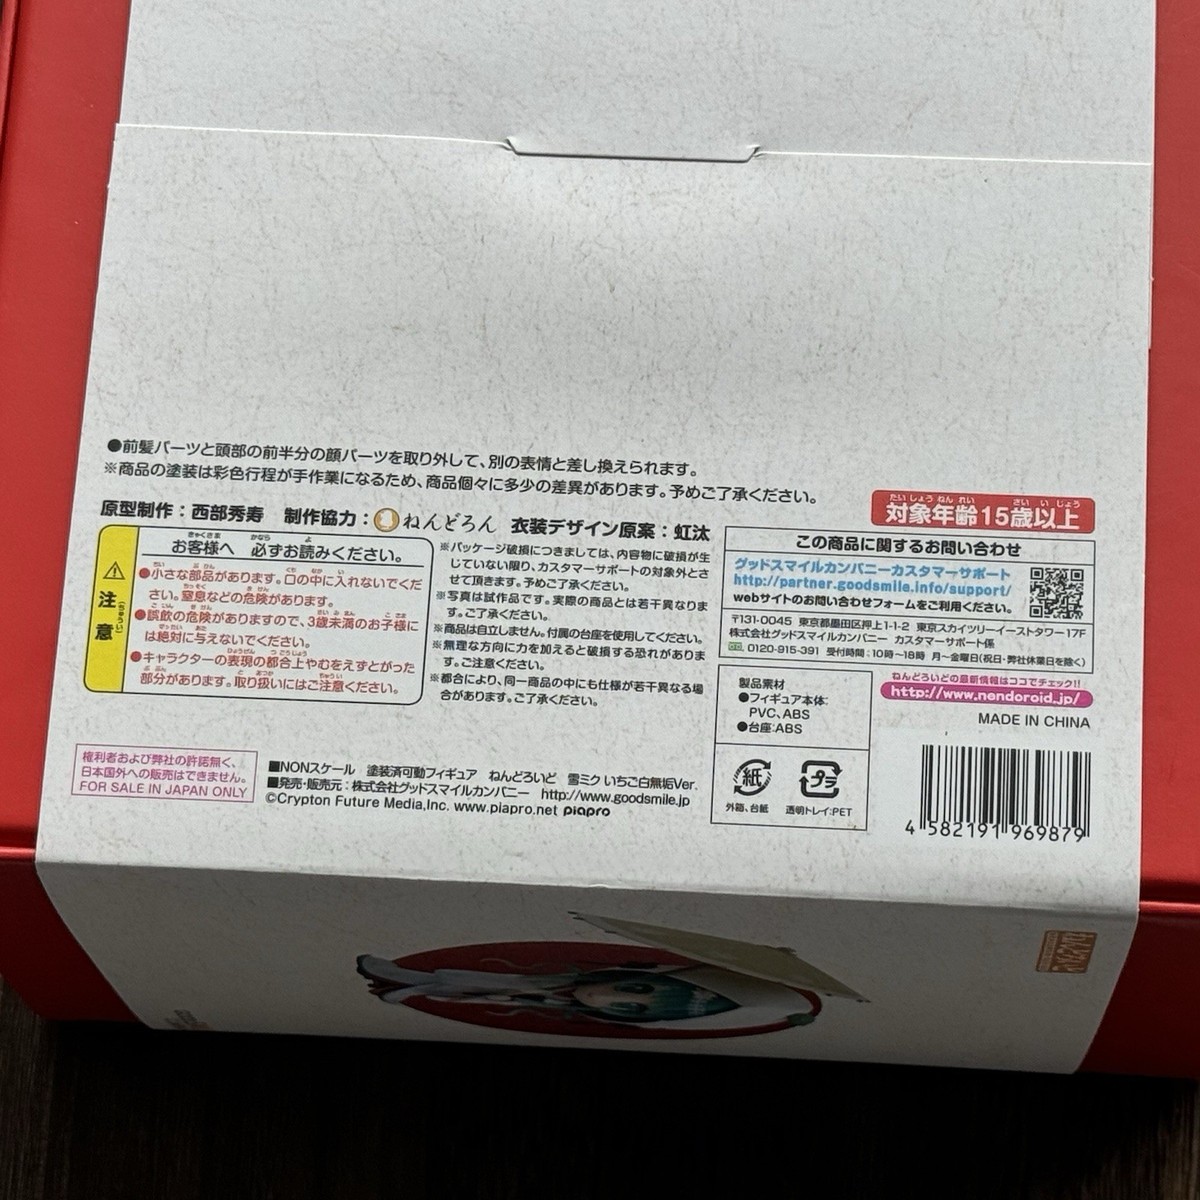 ●前髪パーツと頭部の前半分の顔パーツを取り外して、別の表情と差し換えられます。
※商品の塗装は彩色行程が手作業になるため、商品個々に多少の差異があります。予めご了承ください。
原型制作：西部秀寿　制作協力：ねんどろん　衣装デザイン原案：虹汰
注意
ちゅうい
きゃくさま　かなら　よ
お客様へ　必ずお読みください。
●小さな部品があります。口の中に入れないでくだ
さい。窒息などの危険があります。
●誤飲の危険がありますので、3歳未満のお子様に
は絶対に与えないでください。
●キャラクターの表現の都合上やむをえずとがった
部分があります。取り扱いにはご注意ください。
※パッケージ破損につきましては、内容物に破損が生
じていない限り、カスタマーサポートの対象外とさ
せて頂きます。予めご了承ください。
※写真は試作品です。実際の商品とは若干異なりま
す。ご了承ください。
※商品は自立しません。付属の台座を使用してください。
※無理な方向に力を加えると破損する恐れがありま
す。ご注意ください。
※都合により、同一商品の中にも仕様が若干異なる場
合があります。ご了承ください。
たいしょうねんれい　さいいじょう
対象年齢15歳以上
この商品に関するお問い合わせ
グッドスマイルカンパニーカスタマーサポート
http://partner.goodsmile.info/support/
webサイトのお問い合わせフォームをご利用ください。
〒131-0045 東京都墨田区押上1-1-2 東京スカイツリーイーストタワー17F
株式会社グッドスマイルカンパニー カスタマーサポート係
0120-915-391 受付時間：10時～18時 月～金曜日(祝日・弊社休業日を除く)
製品素材
●フィギュア本体：
PVC、ABS
●台座：ABS
紙
外箱、台紙
プラ
透明トレイ：PET
ねんどろいどの最新情報はココでチェック!!
http://www.nendoroid.jp/
MADE IN CHINA
4 582191 969879
権利者および弊社の許諾無く、
日本国外への販売はできません。
FOR SALE IN JAPAN ONLY
■NONスケール　塗装済可動フィギュア　ねんどろいど　雪ミク いちご白無垢Ver.
■発売・販売元：株式会社グッドスマイルカンパニー　http://www.goodsmile.jp
©Crypton Future Media,Inc. www.piapro.net piapro
ねんどろいど